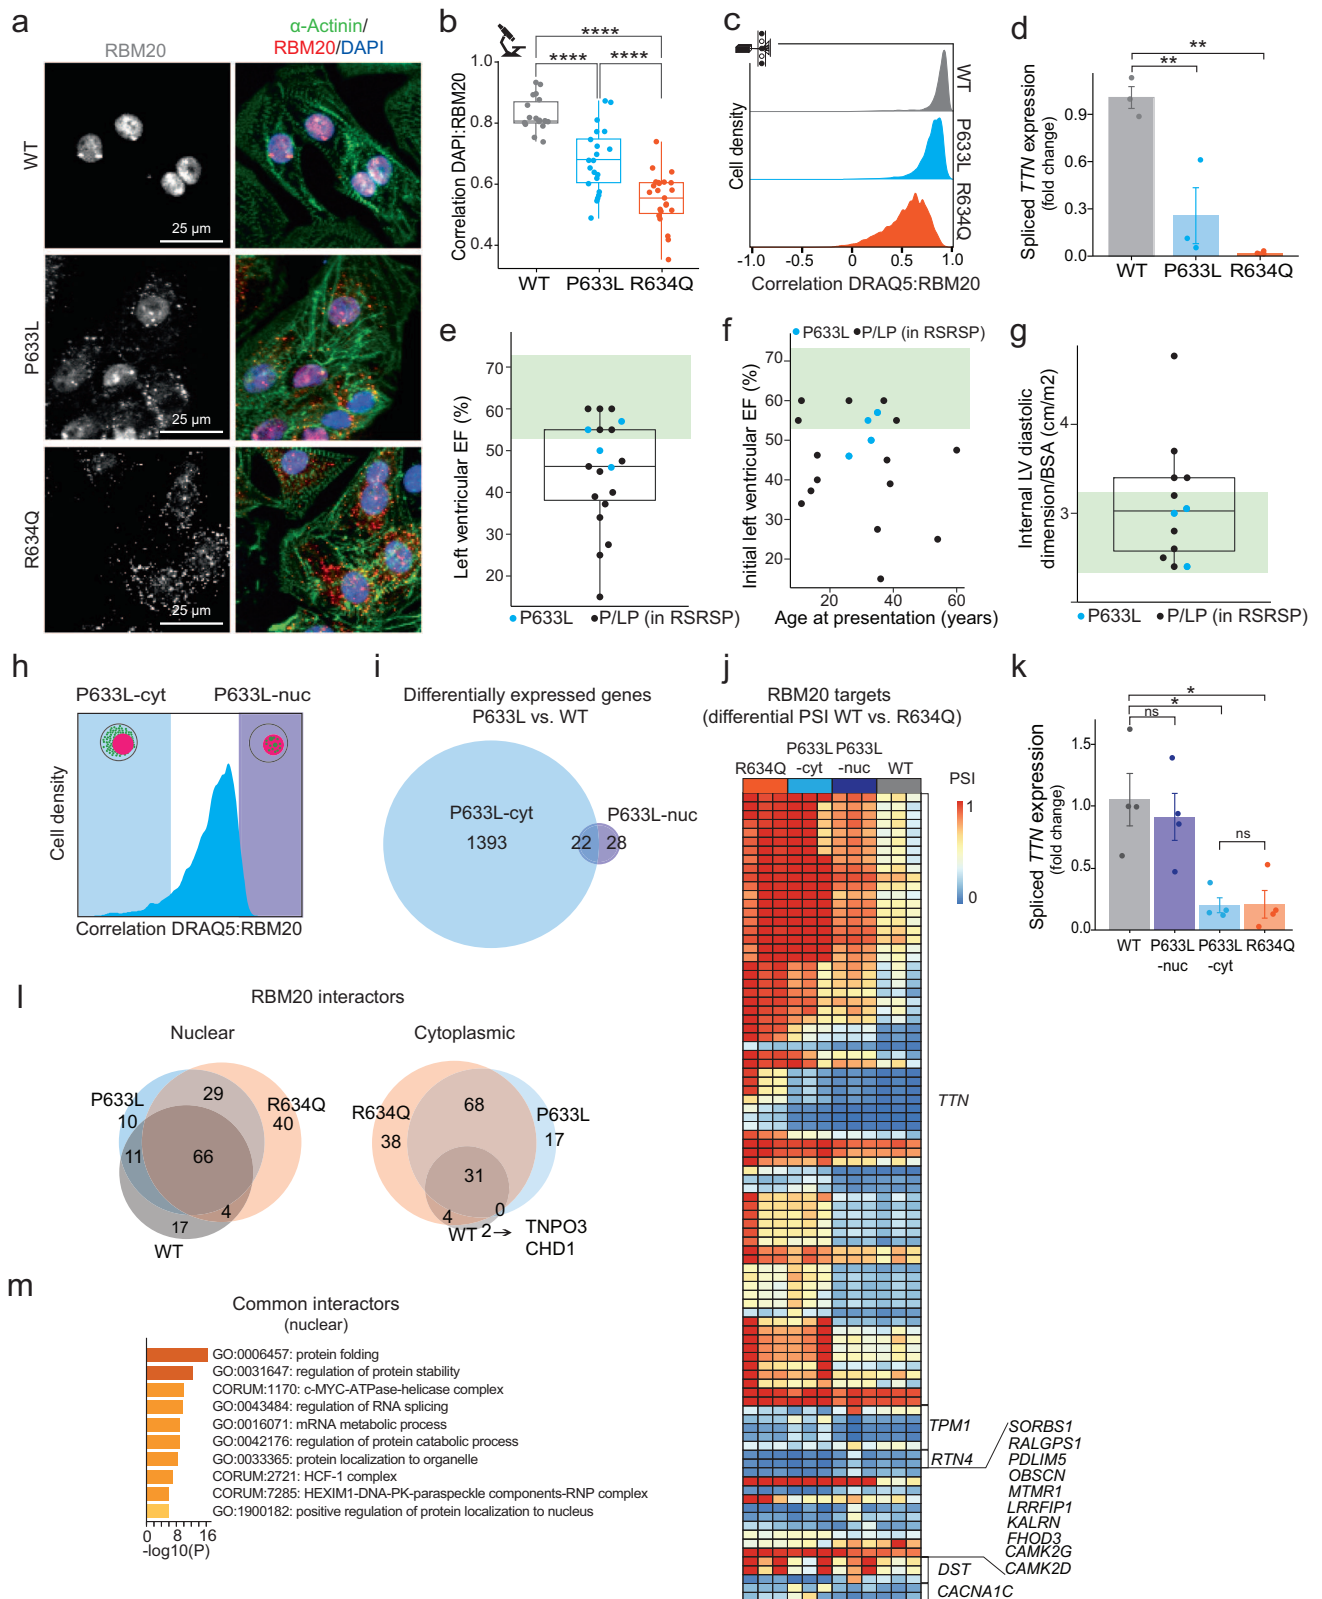 a
RBM20
α-Actinin/
RBM20/DAPI
WT
25 µm
P633L
25 µm
R634Q
25 µm
b
Correlation DAPI:RBM20
****
****
****
1.0
0.8
0.6
0.4
WT
P633L
R634Q
c
Cell density
WT
P633L
R634Q
-1.0
-0.5
0
0.5
1.0
Correlation DRAQ5:RBM20
d
Spliced TTN expression
(fold change)
**
**
0.9
0.6
0.3
0.0
WT
P633L
R634Q
e
Left ventricular EF (%)
70
60
50
40
30
20
P633L
P/LP (in RSRSP)
f
P633L
P/LP (in RSRSP)
Initial left ventricular EF (%)
70
60
50
40
30
20
20
40
60
Age at presentation (years)
g
Internal LV diastolic
dimension/BSA (cm/m2)
4
3
P633L
P/LP (in RSRSP)
h
P633L-cyt
P633L-nuc
Cell density
Correlation DRAQ5:RBM20
i
Differentially expressed genes
P633L vs. WT
P633L-cyt
1393
P633L-nuc
22
28
j
RBM20 targets
(differential PSI WT vs. R634Q)
R634Q
P633L
-cyt
P633L
-nuc
WT
PSI
1
0
TTN
TPM1
RTN4
SORBS1
RALGPS1
PDLIM5
OBSCN
MTMR1
LRRFIP1
KALRN
FHOD3
CAMK2G
CAMK2D
DST
CACNA1C
k
Spliced TTN expression
(fold change)
*
*
ns
ns
1.5
1.0
0.5
0.0
WT
P633L
-nuc
P633L
-cyt
R634Q
l
RBM20 interactors
Nuclear
P633L
10
29
R634Q
40
11
66
17
4
WT
Cytoplasmic
R634Q
38
68
P633L
17
31
4
0
WT
2→
TNPO3
CHD1
m
Common interactors
(nuclear)
GO:0006457: protein folding
GO:0031647: regulation of protein stability
CORUM:1170: c-MYC-ATPase-helicase complex
GO:0043484: regulation of RNA splicing
GO:0016071: mRNA metabolic process
GO:0042176: regulation of protein catabolic process
GO:0033365: protein localization to organelle
CORUM:2721: HCF-1 complex
CORUM:7285: HEXIM1-DNA-PK-paraspeckle components-RNP complex
GO:1900182: positive regulation of protein localization to nucleus
0
8
16
-log10(P)